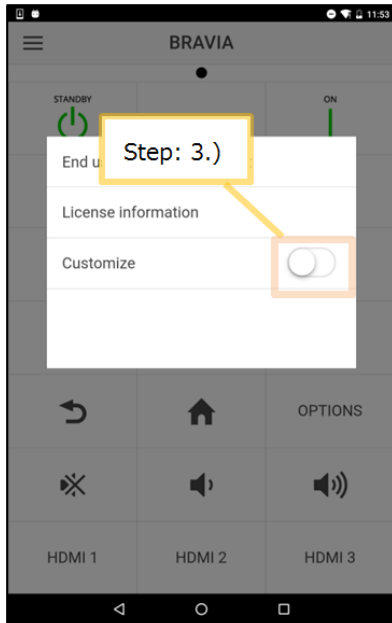 11:53
BRAVIA
STANDBY
ON
End u
Step: 3.)
License information
Customize
OPTIONS
HDMI 1
HDMI 2
HDMI 3